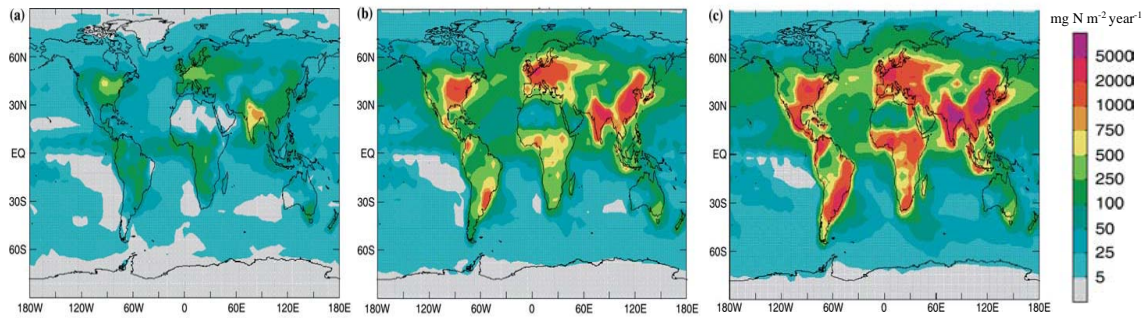 (a) (b) (c) mg N m⁻² year⁻¹
60N 60N 60N 5000
2000
30N 30N 30N 1000
750
EQ EQ EQ 500
250
30S 30S 30S 100
50
60S 60S 60S 25
5
180W 120W 60W 0 60E 120E 180E 180W 120W 60W 0 60E 120E 180E 180W 120W 60W 0 60E 120E 180E